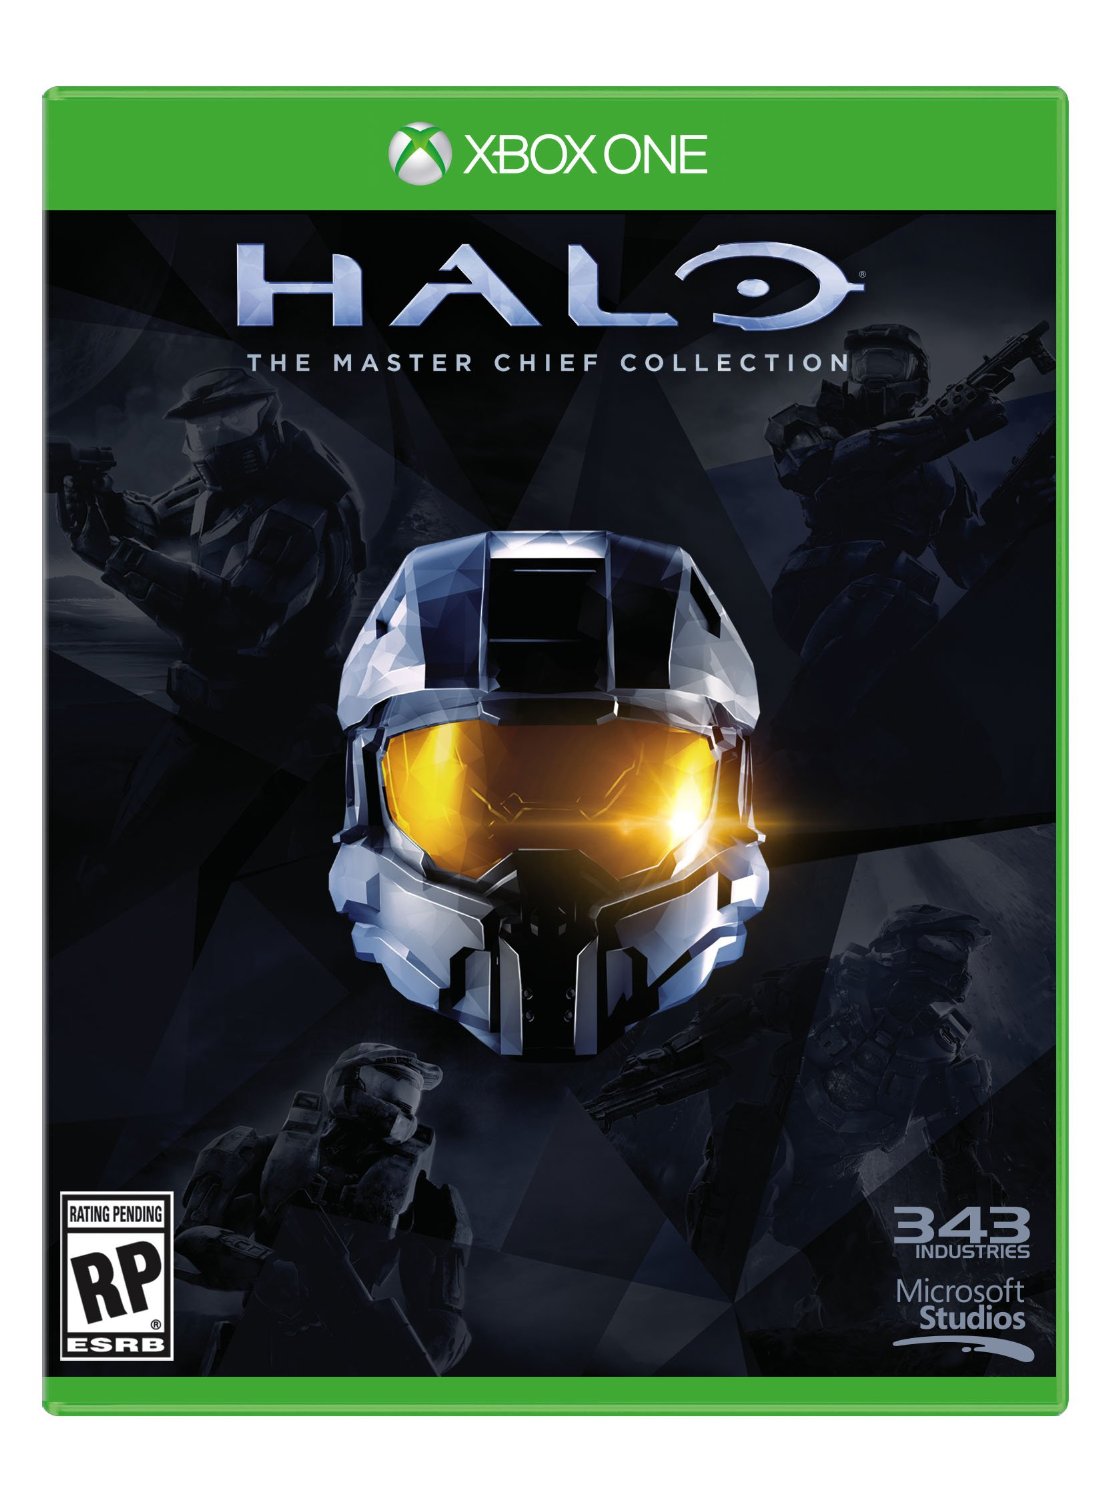 XBOX ONE
HALO®
THE MASTER CHIEF COLLECTION
RATING PENDING
RP®
ESRB
343
INDUSTRIES
Microsoft
Studios